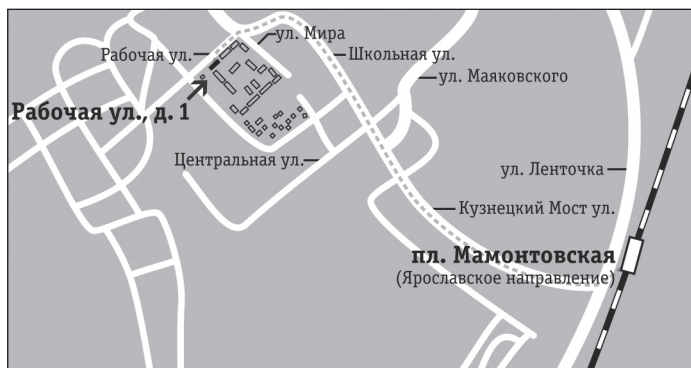 ул. Мира
Рабочая ул.
Школьная ул.
ул. Маяковского
Рабочая ул., д. 1
Центральная ул.
ул. Ленточка
Кузнецкий Мост ул.
пл. Мамонтовская
(Ярославское направление)